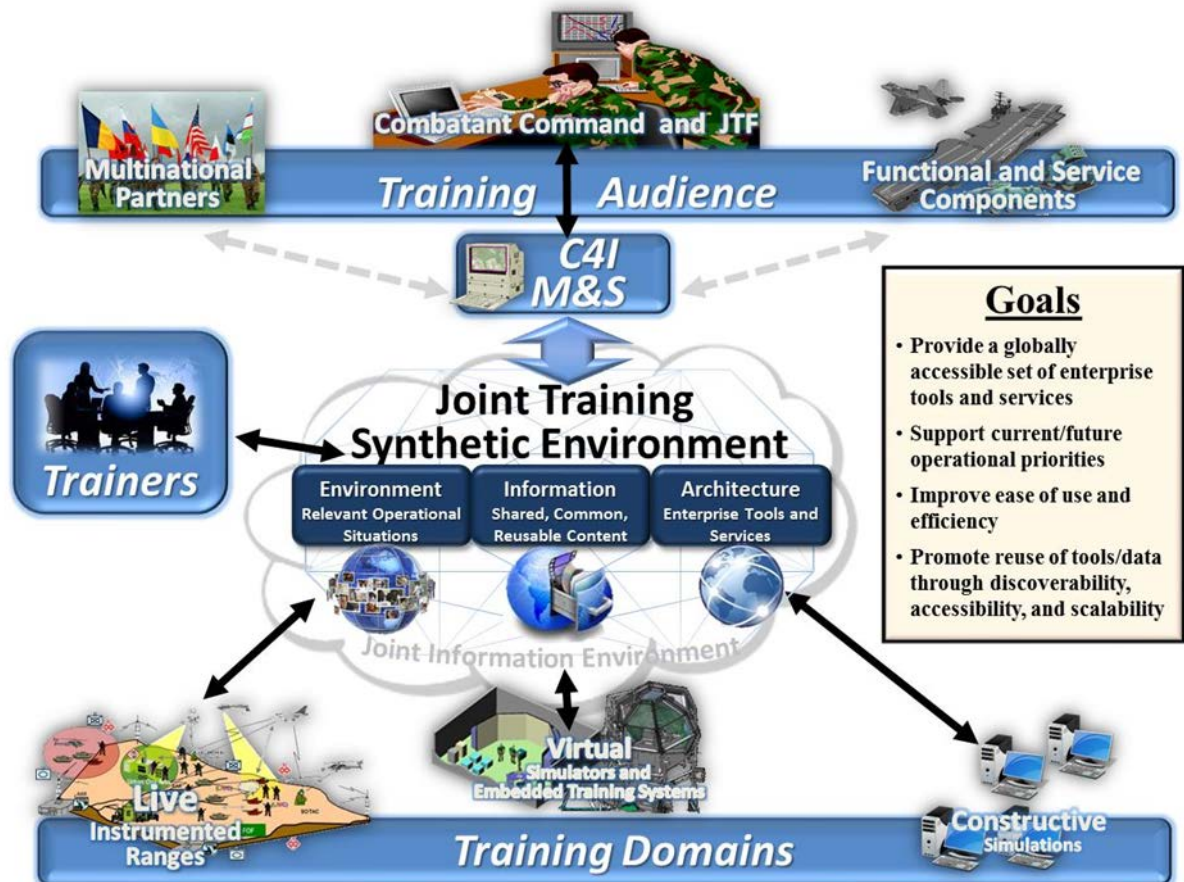 Combatant Command and JTF
Multinational
Partners
Training Audience
Functional and Service
Components
C4I
M&S
Trainers
Joint Training
Synthetic Environment
Environment
Relevant Operational
Situations
Information
Shared, Common,
Reusable Content
Architecture
Enterprise Tools and
Services
Joint Information Environment
Goals
• Provide a globally
accessible set of enterprise
tools and services
• Support current/future
operational priorities
• Improve ease of use and
efficiency
• Promote reuse of tools/data
through discoverability,
accessibility, and scalability
Live
Instrumented
Ranges
Virtual
Simulators and
Embedded Training Systems
Constructive
Simulations
Training Domains